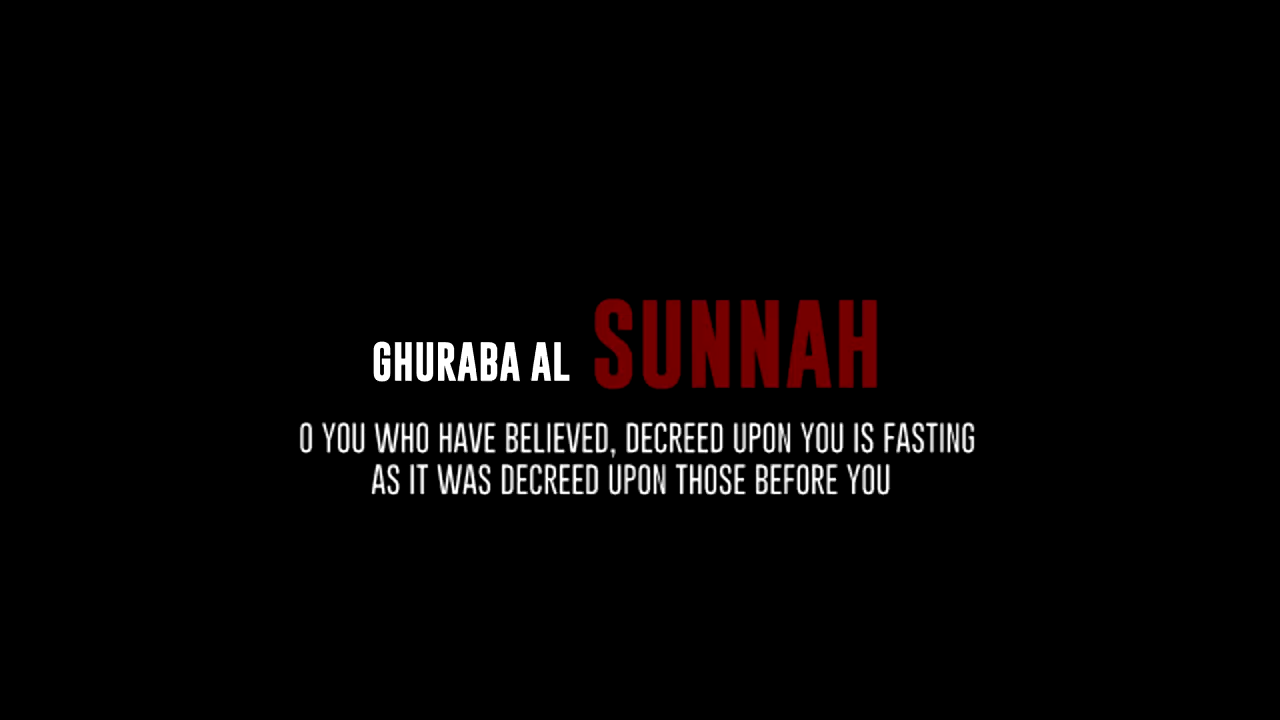 GHURABA AL SUNNAH
O YOU WHO HAVE BELIEVED, DECREED UPON YOU IS FASTING
AS IT WAS DECREED UPON THOSE BEFORE YOU